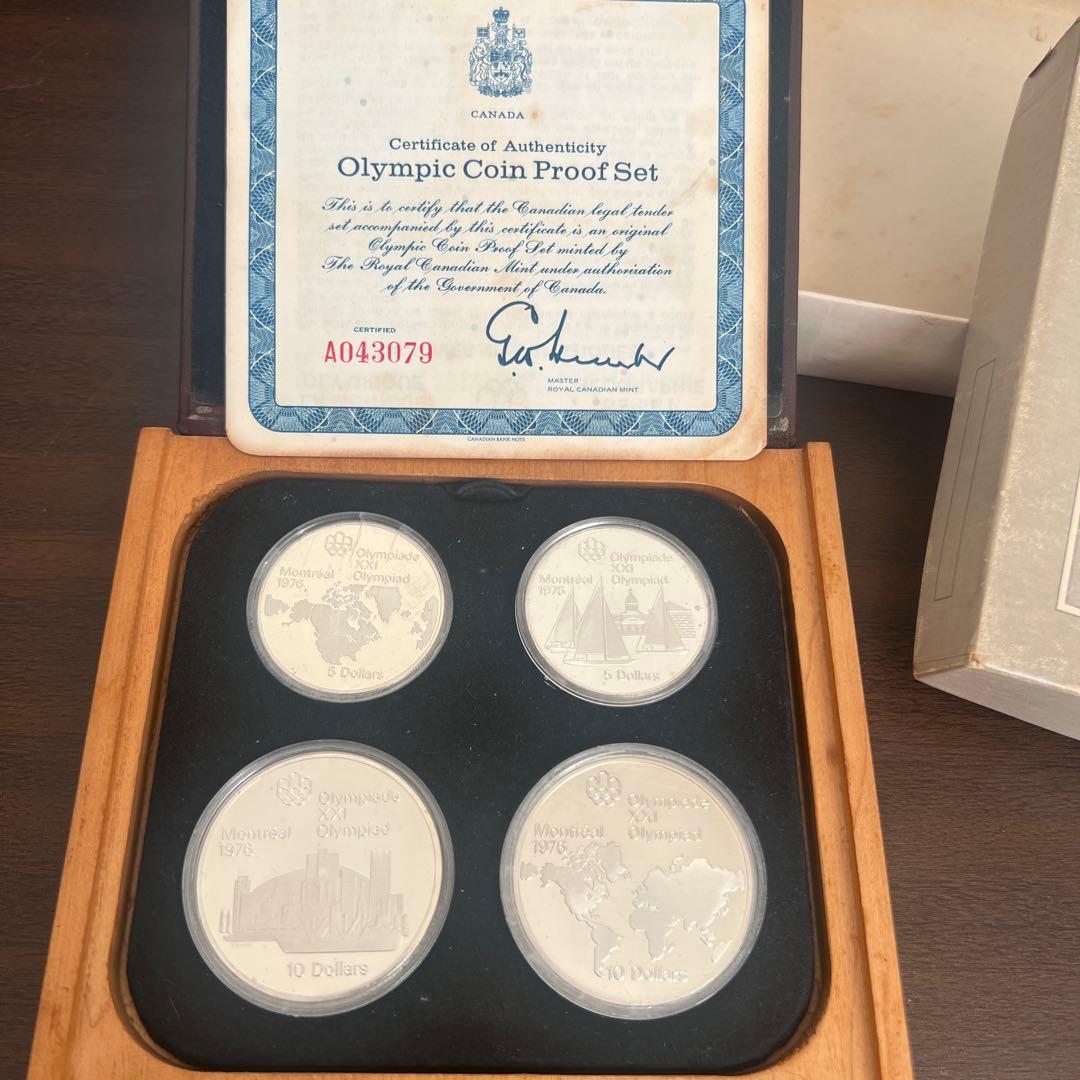 CANADA
Certificate of Authenticity
Olympic Coin Proof Set
This is to certify that the Canadian legal tender
set accompanied by this certificate is an original
Olympic Coin Proof Set minted by
The Royal Canadian Mint under authorization
of the Government of Canada.
CERTIFIED
A043079
MASTER
ROYAL CANADIAN MINT
CANADIAN BANK NOTE
Olympiade
XXI
Montréal Olympiad
1976
5 Dollars
Olympiade
XXI
Montréal Olympiad
1976
5 Dollars
Olympiade
XXI
Montréal Olympiad
1976
10 Dollars
Olympiade
XXI
Montréal Olympiad
1976
10 Dollars